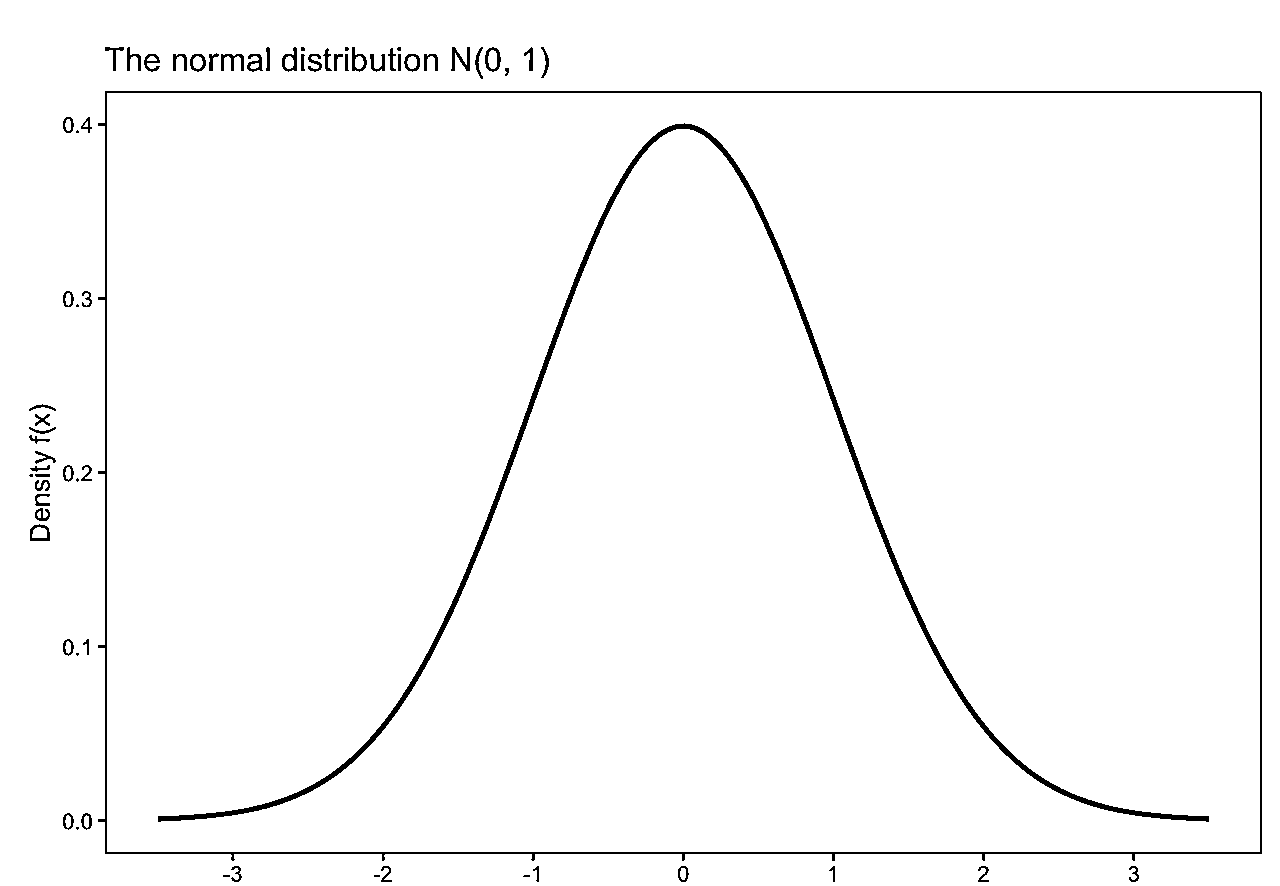 The normal distribution N(0, 1)
0.4
0.3
0.2
0.1
0.0
Density f(x)
-3 -2 -1 0 1 2 3